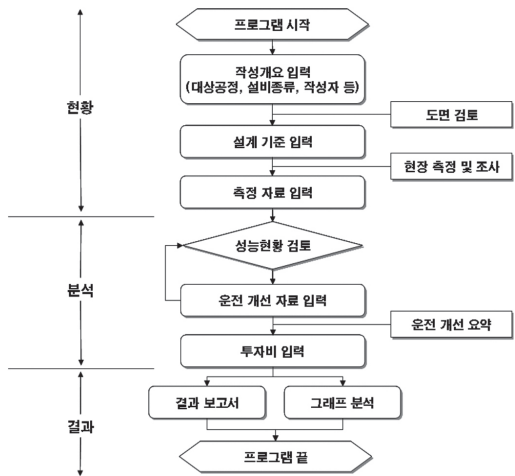 프로그램 시작
작성개요 입력
(대상공정, 설비종류, 작성자 등)
현황
도면 검토
설계 기준 입력
현장 측정 및 조사
측정 자료 입력
성능현황 검토
분석
운전 개선 자료 입력
운전 개선 요약
투자비 입력
결과 보고서
그래프 분석
결과
프로그램 끝